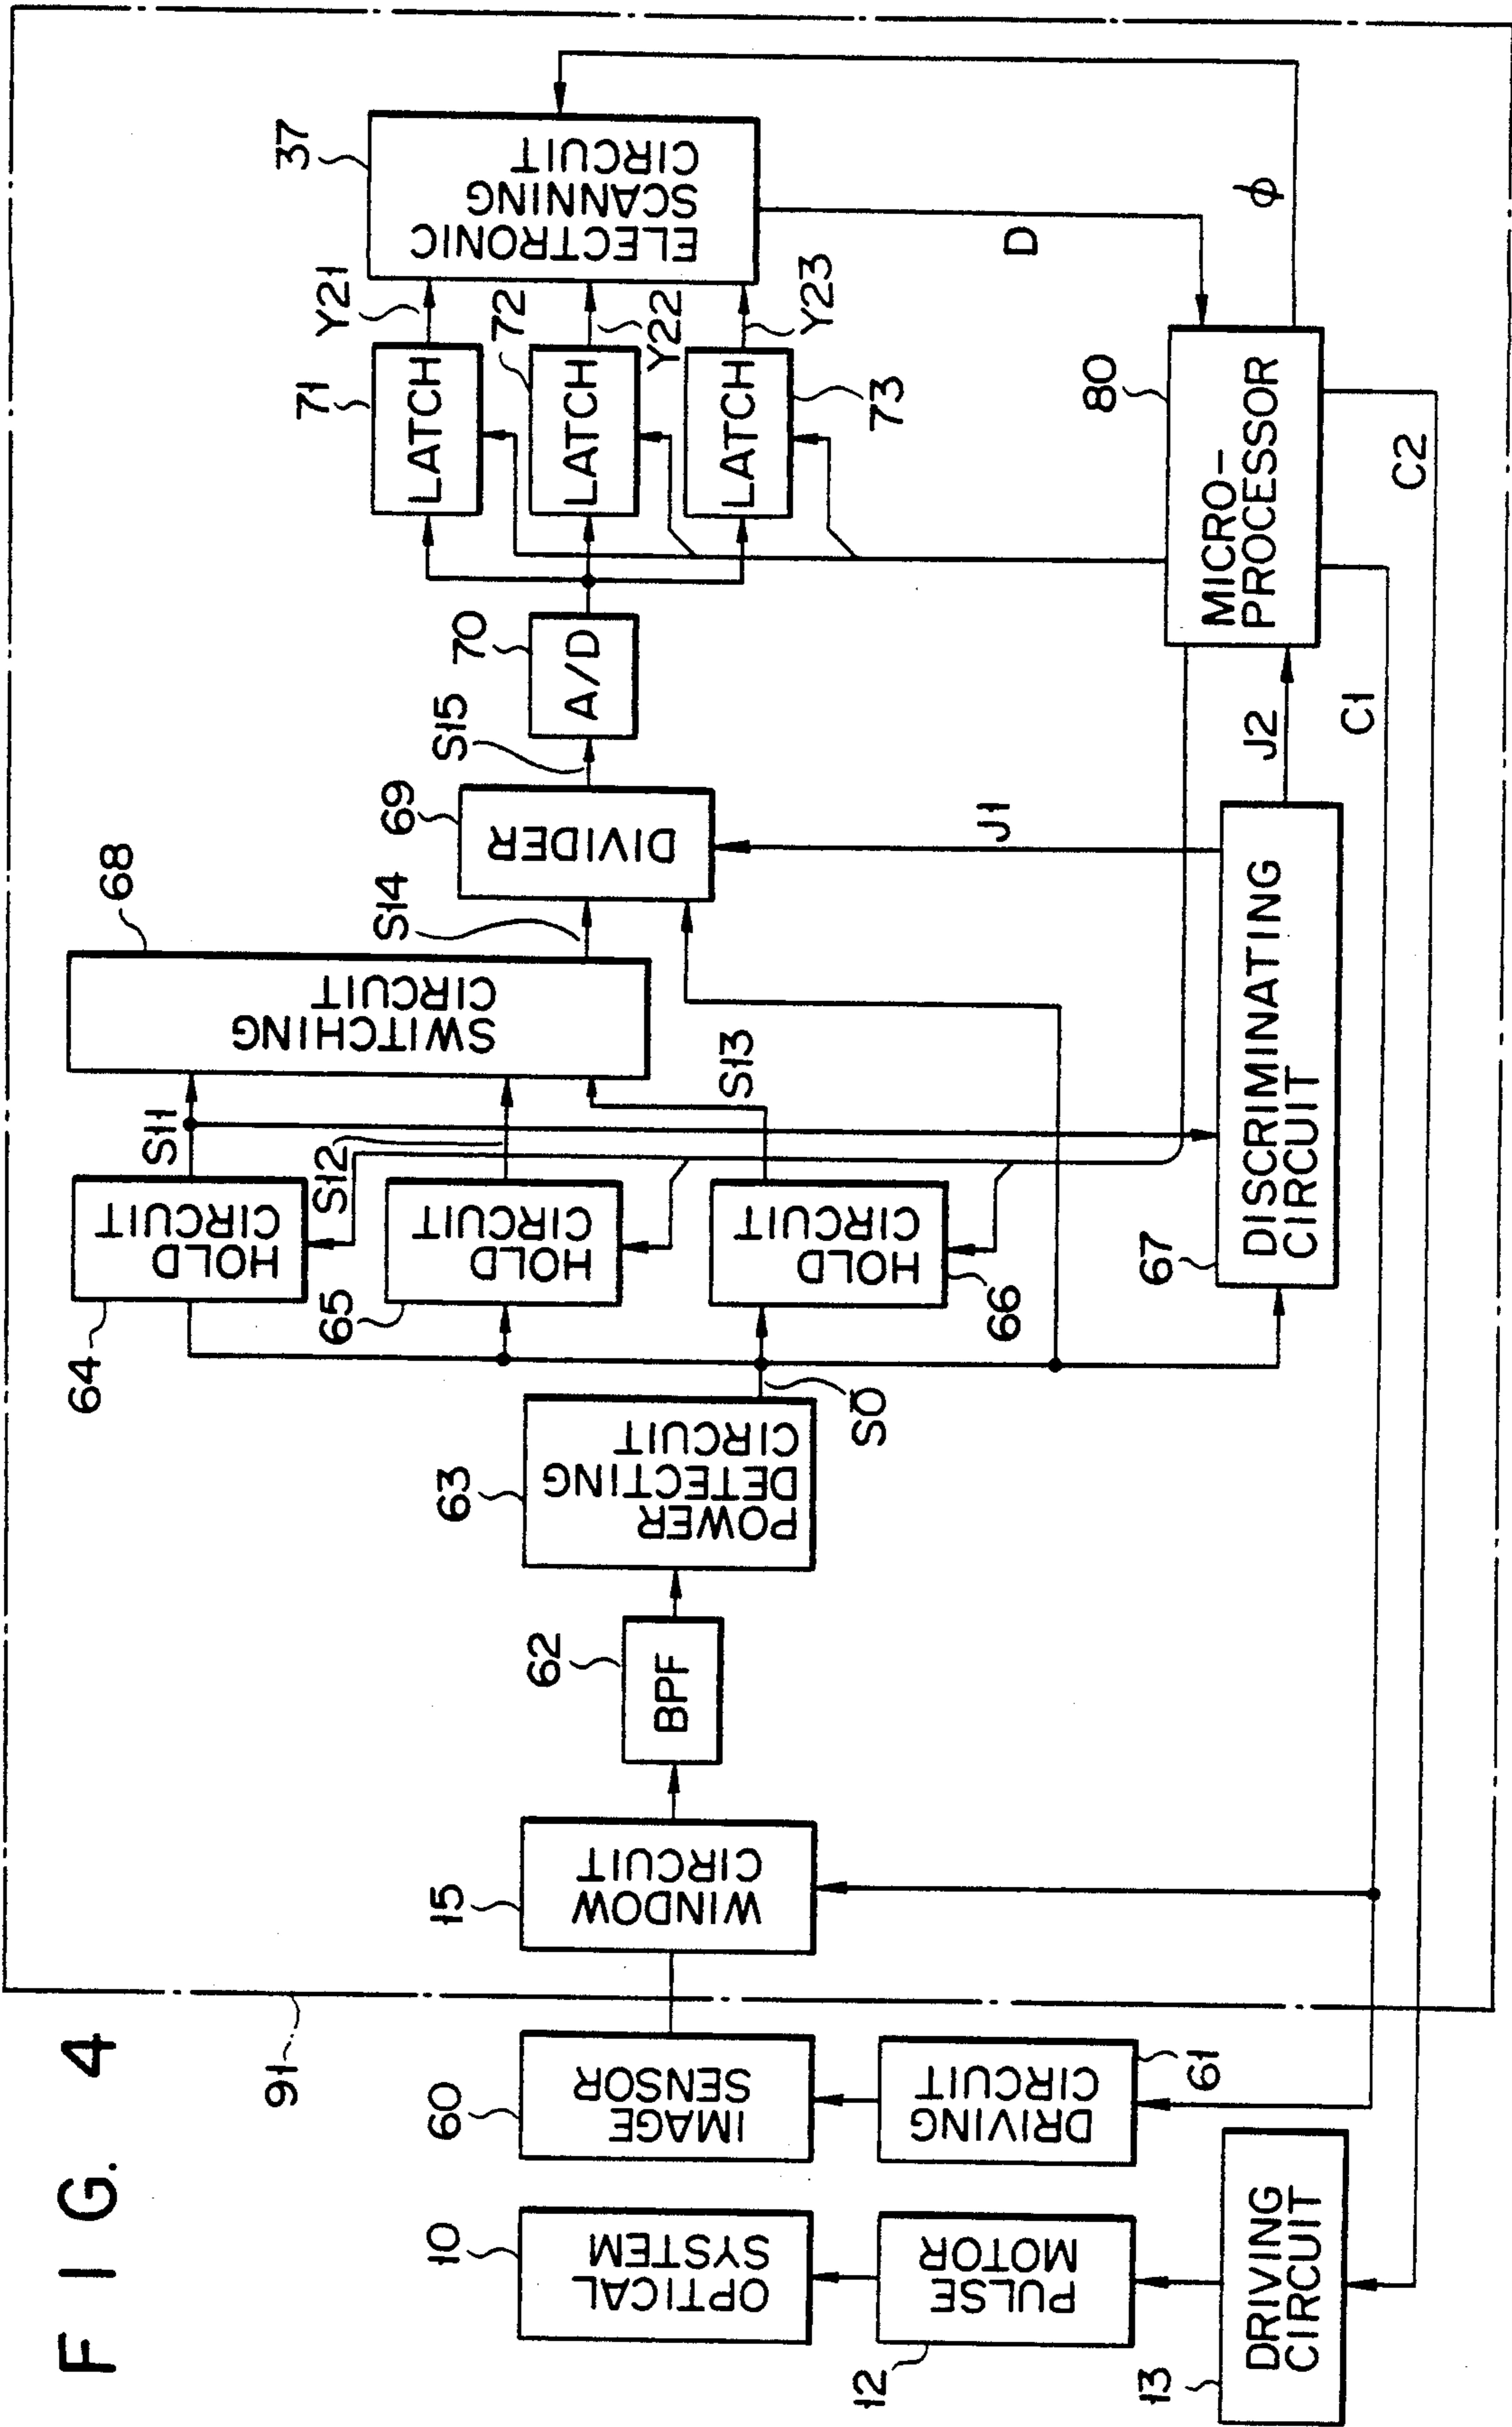 FIG. 4
91
10
OPTICAL
SYSTEM
12
PULSE
MOTOR
13
DRIVING
CIRCUIT
60
IMAGE
SENSOR
DRIVING
CIRCUIT
61
15
WINDOW
CIRCUIT
62
BPF
63
POWER
DETECTING
CIRCUIT
S0
64
HOLD
CIRCUIT
S11
65
HOLD
CIRCUIT
S12
HOLD
CIRCUIT
66
S13
67
DISCRIMINATING
CIRCUIT
68
SWITCHING
CIRCUIT
S14
69
DIVIDER
S15
J1
J2
70
A/D
71
LATCH
Y21
72
LATCH
Y22
LATCH
73
Y23
37
ELECTRONIC
SCANNING
CIRCUIT
D
φ
80
MICRO-
PROCESSOR
C1
C2